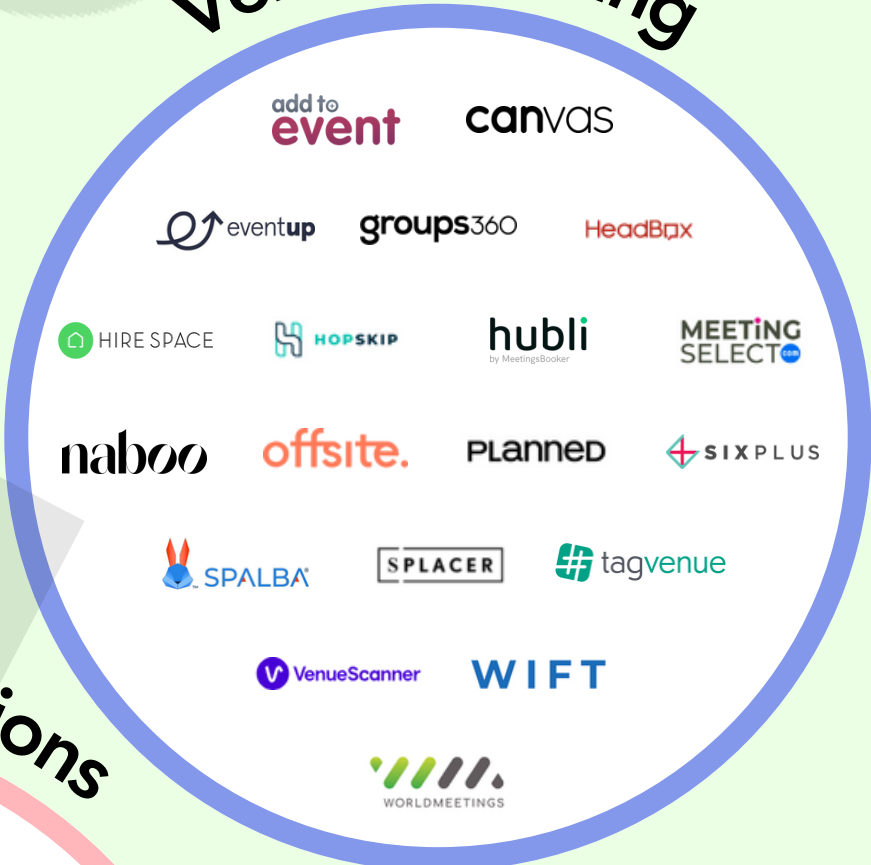 add to
event
canvas
eventup
groups360
HeadBox
HIRE SPACE
HOPSKIP
hubli
by MeetingsBooker
MEETiNG
SELECT com
naboo
offsite.
PLanneD
SIXPLUS
SPALBA
SPLACER
tagvenue
VenueScanner
WIFT
WORLDMEETINGS